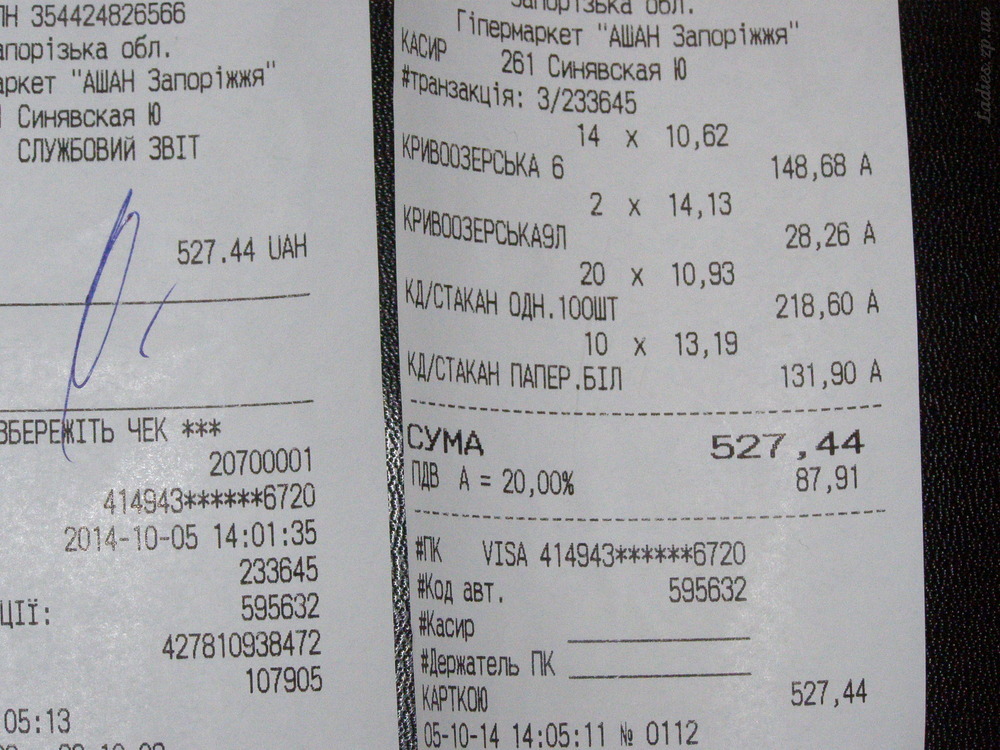 ПН 354424826566
апорізька обл.
аркет "АШАН Запоріжжя"
Синявская Ю
СЛУЖБОВИЙ ЗВІТ
527.44 UAH
ЗБЕРЕЖІТЬ ЧЕК ***
20700001
414943******6720
2014-10-05 14:01:35
233645
ЦІЇ: 595632
427810938472
107905
05:13
Запорізька обл.
Гіпермаркет "АШАН Запоріжжя"
КАСИР 261 Синявская Ю
#транзакція: 3/233645
14 x 10,62
КРИВООЗЕРСЬКА 6 148,68 А
2 x 14,13
КРИВООЗЕРСЬКА9Л 28,26 А
20 x 10,93
КД/СТАКАН ОДН.100ШТ 218,60 А
10 x 13,19
КД/СТАКАН ПАПЕР.БІЛ 131,90 А
СУМА 527,44
ПДВ А = 20,00% 87,91
#ПК VISA 414943******6720
#Код авт. 595632
#Касир
#Держатель ПК
КАРТКОЮ 527,44
05-10-14 14:05:11 № 0112
ladies.zp.ua